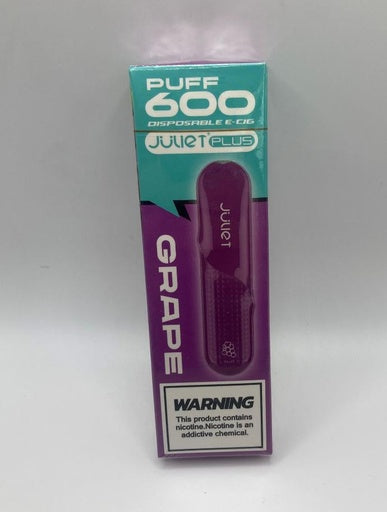 PUFF
600
DISPOSABLE E-CIG
JULIET PLUS
JULIET
GRAPE
WARNING
This product contains
nicotine.Nicotine is an
addictive chemical.